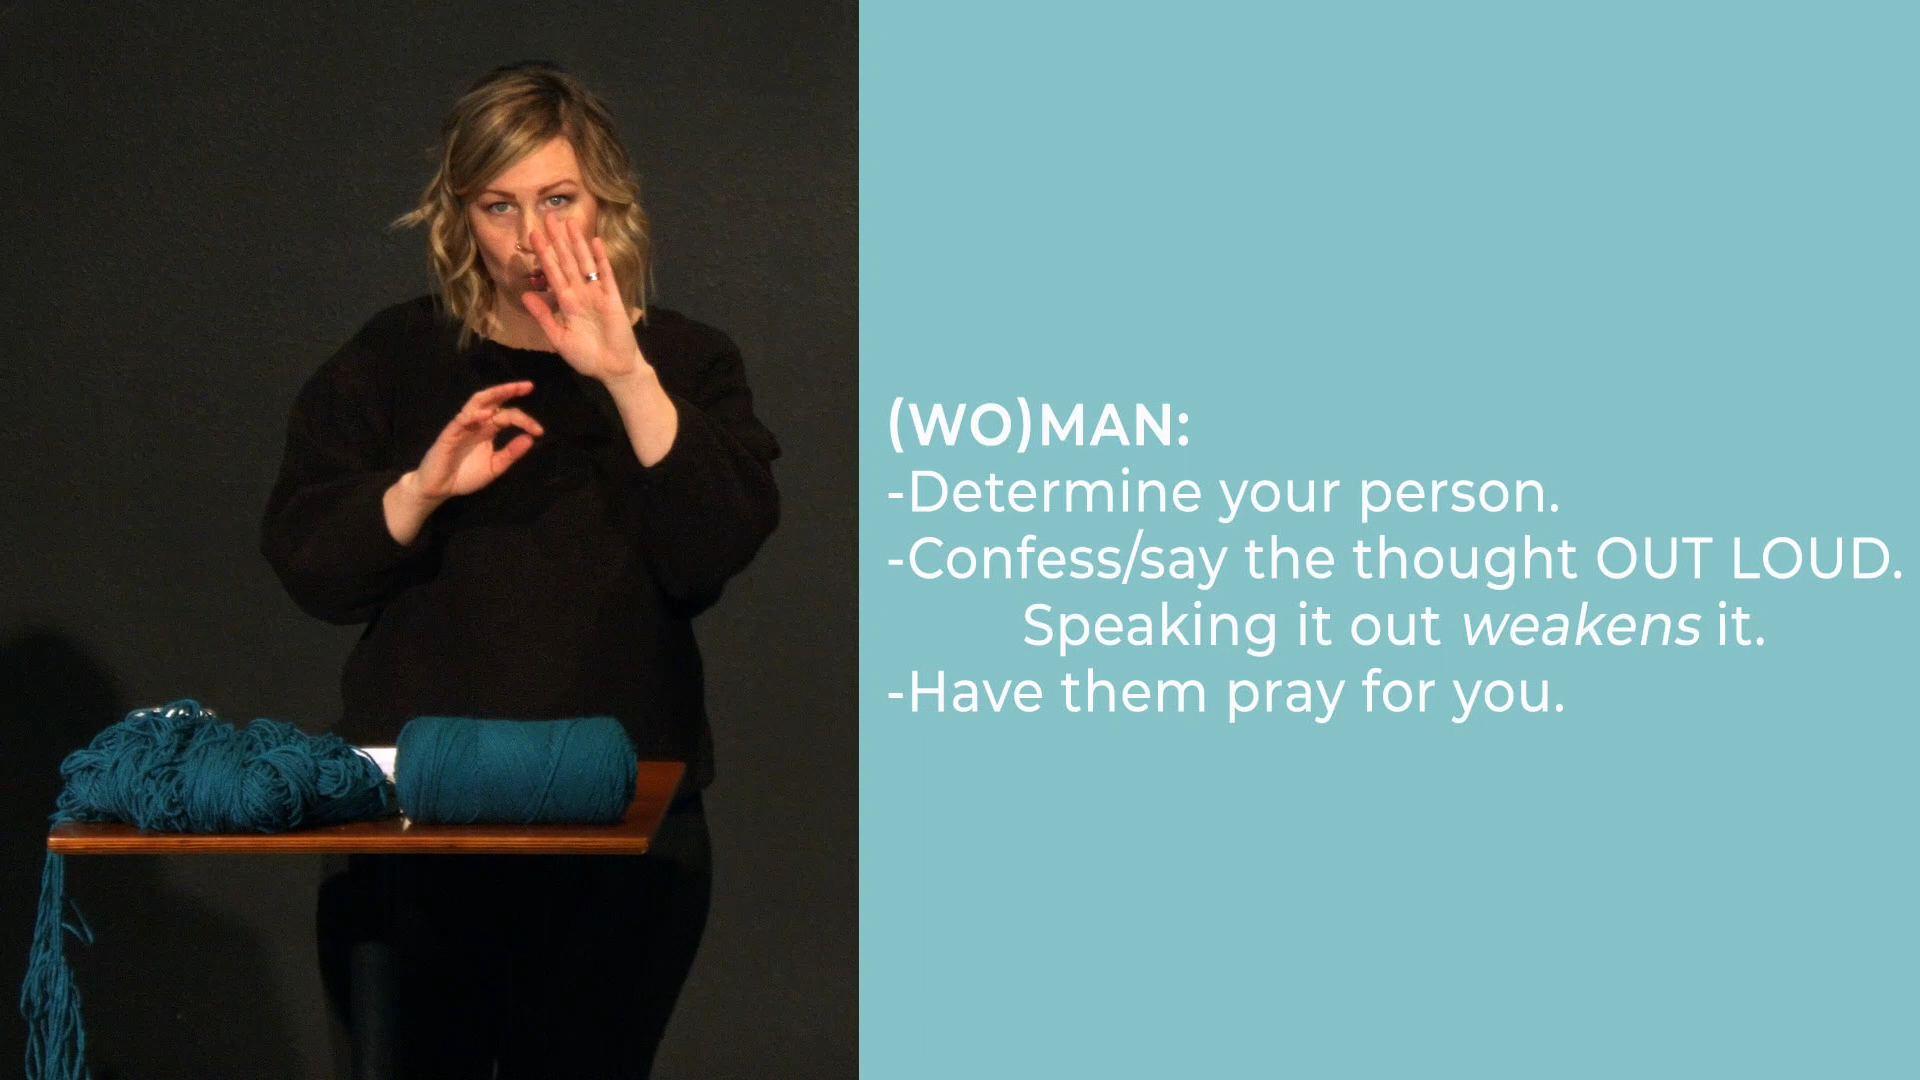 (WO)MAN:
-Determine your person.
-Confess/say the thought OUT LOUD.
Speaking it out weakens it.
-Have them pray for you.